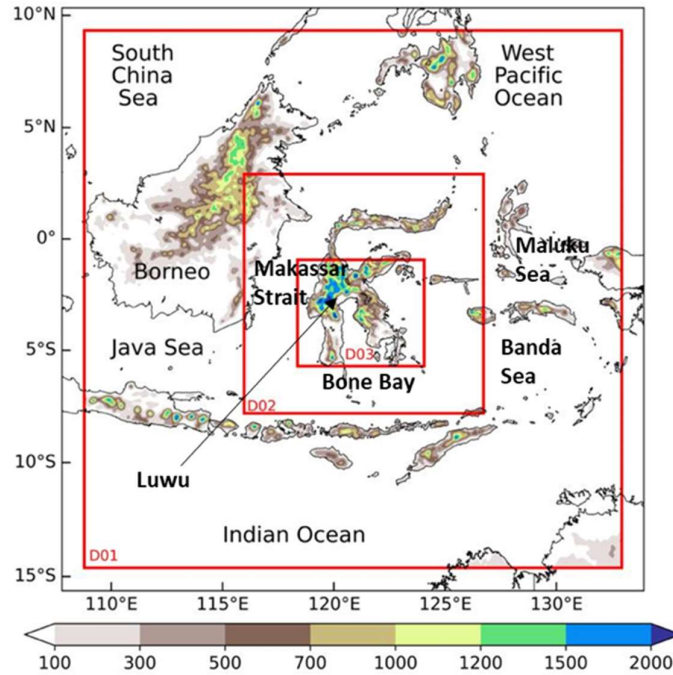 10°N
South
China
Sea
West
Pacific
Ocean
5°N
0°
Borneo
Makassar
Strait
Maluku
Sea
Java Sea
5°S
D03
Banda
Sea
Bone Bay
D02
10°S
Luwu
Indian Ocean
D01
15°S
110°E 115°E 120°E 125°E 130°E
100 300 500 700 1000 1200 1500 2000